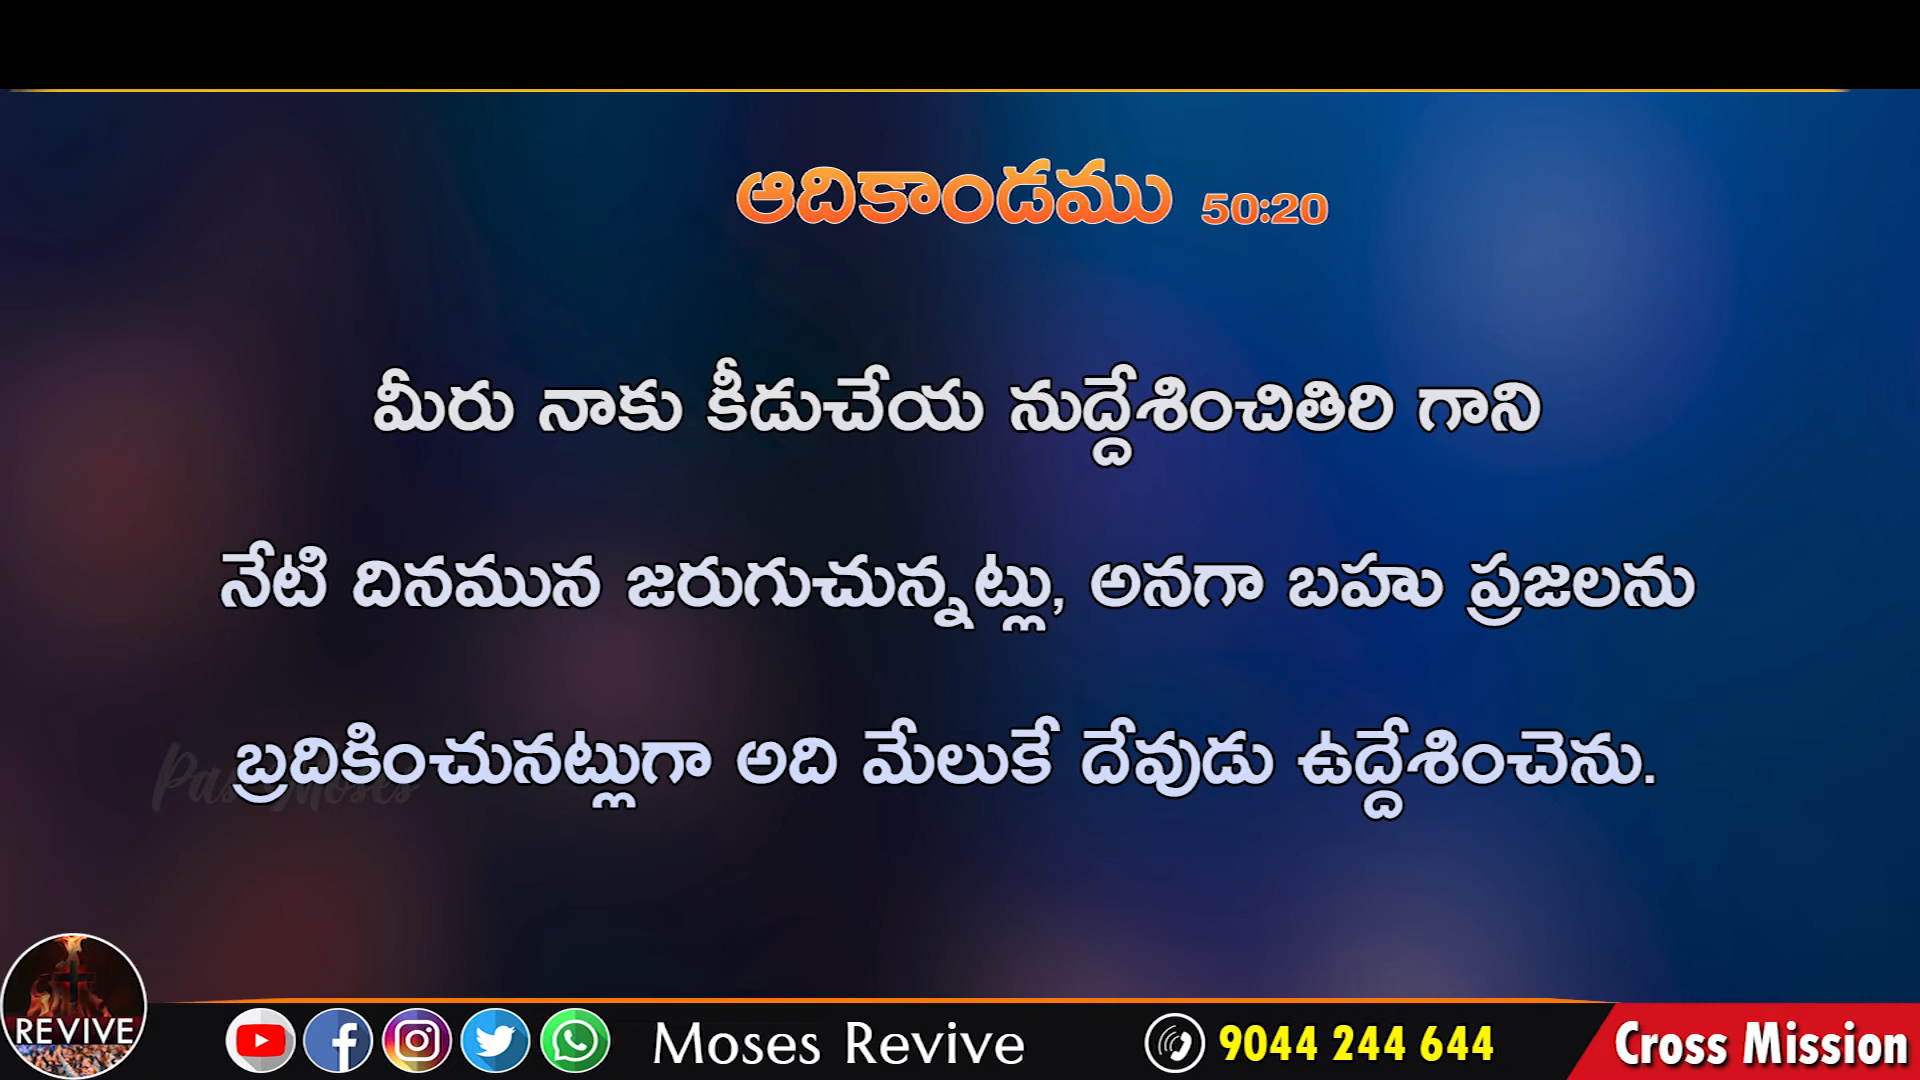 ఆదికాండము 50:20
మీరు నాకు కీడుచేయ నుద్దేశించితిరి గాని
నేటి దినమున జరుగుచున్నట్లు, అనగా బహు ప్రజలను
బ్రదికించునట్లుగా అది మేలుకే దేవుడు ఉద్దేశించెను.
REVIVE
Moses Revive
9044 244 644
Cross Mission